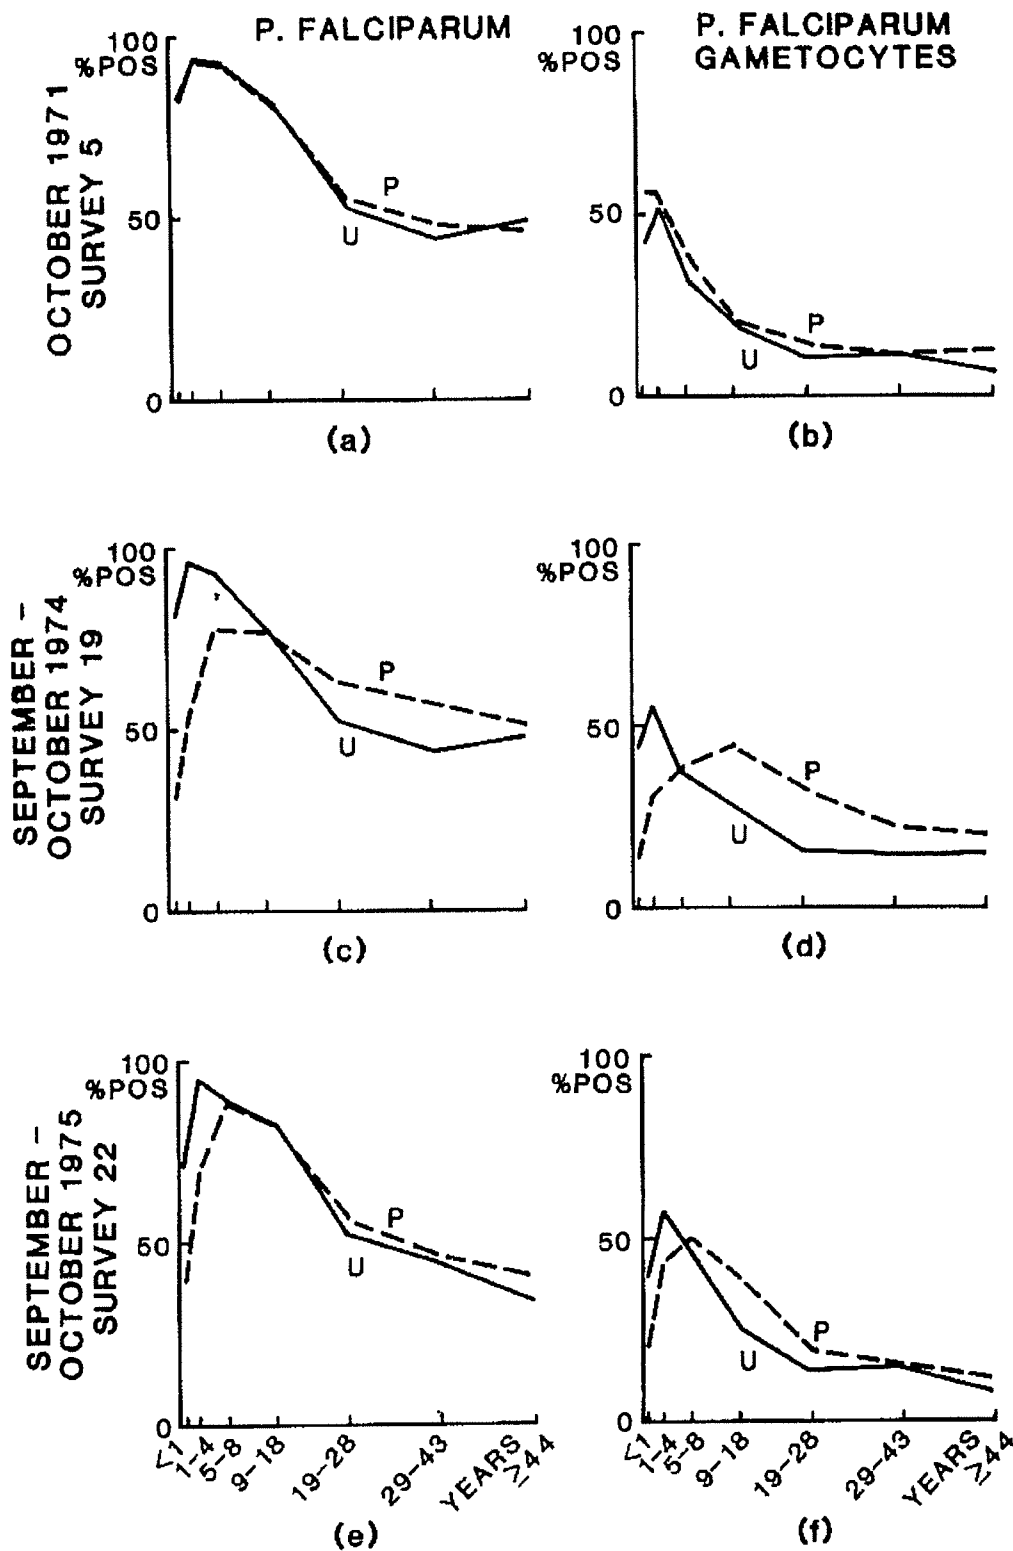 P. FALCIPARUM
P. FALCIPARUM
GAMETOCYTES
OCTOBER 1971
SURVEY 5
100
%POS
50
0
P
U
(a)
100
%POS
50
0
P
U
(b)
SEPTEMBER –
OCTOBER 1974
SURVEY 19
100
%POS
50
0
P
U
(c)
100
%POS
50
0
P
U
(d)
SEPTEMBER –
OCTOBER 1975
SURVEY 22
100
%POS
50
0
P
U
<1
1–4
5–8
9–18
19–28
29–43
YEARS
≥44
(e)
100
%POS
50
0
P
U
<1
1–4
5–8
9–18
19–28
29–43
YEARS
≥44
(f)